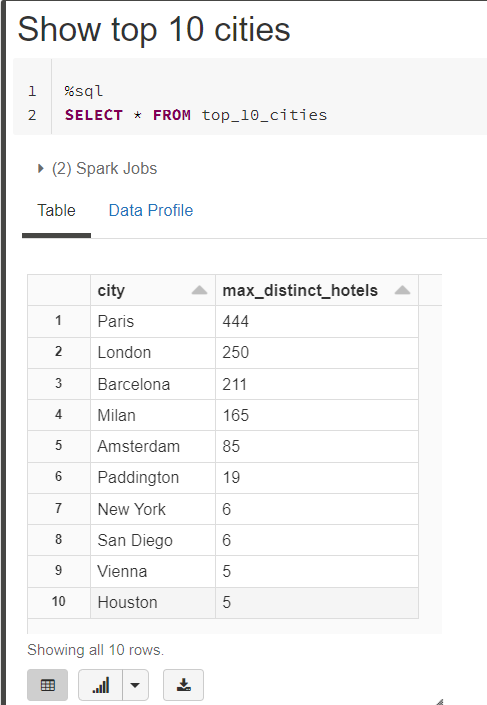 Show top 10 cities
1 %sql
2 SELECT * FROM top_10_cities
(2) Spark Jobs
Table Data Profile
city max_distinct_hotels
1 Paris 444
2 London 250
3 Barcelona 211
4 Milan 165
5 Amsterdam 85
6 Paddington 19
7 New York 6
8 San Diego 6
9 Vienna 5
10 Houston 5
Showing all 10 rows.